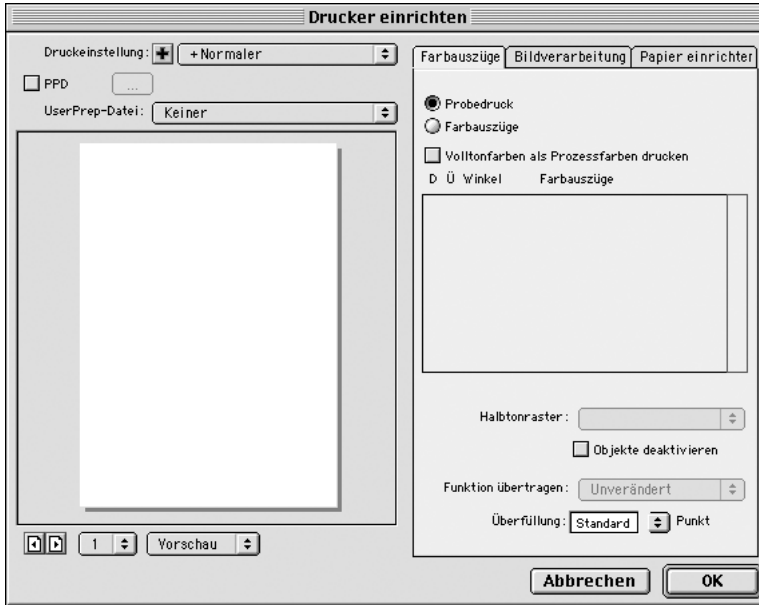 Drucker einrichten
Druckeinstellung: +Normaler
PPD ...
UserPrep-Datei: Keiner
1 Vorschau
Farbauszüge Bildverarbeitung Papier einrichter
Probedruck
Farbauszüge
Volltonfarben als Prozessfarben drucken
D Ü Winkel Farbauszüge
Halbtonraster:
Objekte deaktivieren
Funktion übertragen: Unverändert
Überfüllung: Standard Punkt
Abbrechen OK